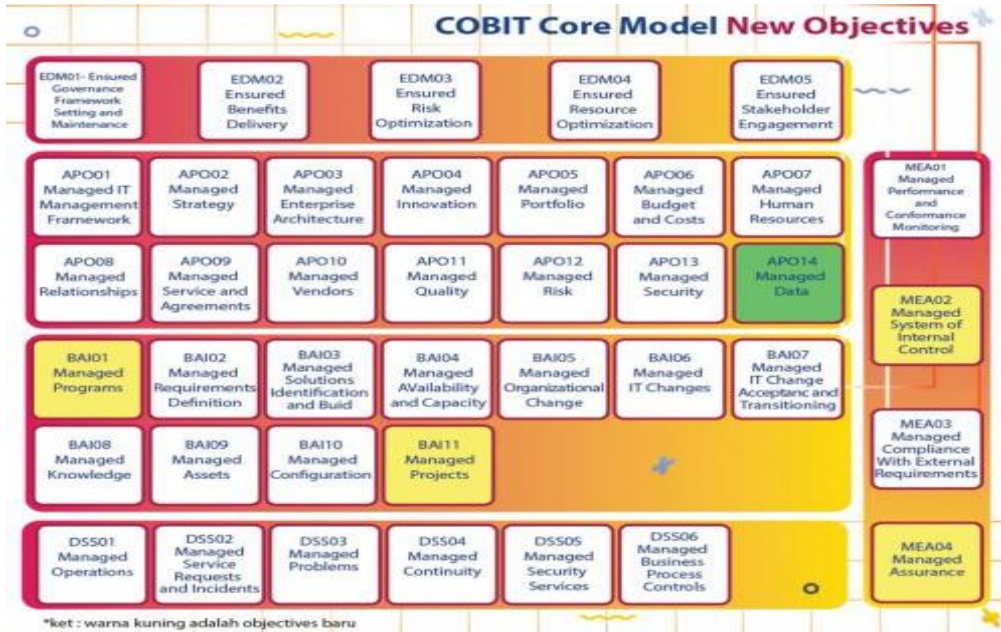 COBIT Core Model New Objectives
EDM01- Ensured
Governance
Framework
Setting and
Maintenance
EDM02
Ensured
Benefits
Delivery
EDM03
Ensured
Risk
Optimization
EDM04
Ensured
Resource
Optimization
EDM05
Ensured
Stakeholder
Engagement
APO01
Managed IT
Management
Framework
APO02
Managed
Strategy
APO03
Managed
Enterprise
Architecture
APO04
Managed
Innovation
APO05
Managed
Portfolio
APO06
Managed
Budget
and Costs
APO07
Managed
Human
Resources
APO08
Managed
Relationships
APO09
Managed
Service and
Agreements
APO10
Managed
Vendors
APO11
Managed
Quality
APO12
Managed
Risk
APO13
Managed
Security
APO14
Managed
Data
BAI01
Managed
Programs
BAI02
Managed
Requirements
Definition
BAI03
Managed
Solutions
Identification
and Buid
BAI04
Managed
AVailability
and Capacity
BAI05
Managed
Organizational
Change
BAI06
Managed
IT Changes
BAI07
Managed
IT Change
Acceptanc and
Transitioning
BAI08
Managed
Knowledge
BAI09
Managed
Assets
BAI10
Managed
Configuration
BAI11
Managed
Projects
DSS01
Managed
Operations
DSS02
Managed
Service
Requests
and Incidents
DSS03
Managed
Problems
DSS04
Managed
Continuity
DSS05
Managed
Security
Services
DSS06
Managed
Business
Process
Controls
MEA01
Managed
Performance
and
Conformance
Monitoring
MEA02
Managed
System of
Internal
Control
MEA03
Managed
Compliance
With External
Requirements
MEA04
Managed
Assurance
*ket : warna kuning adalah objectives baru